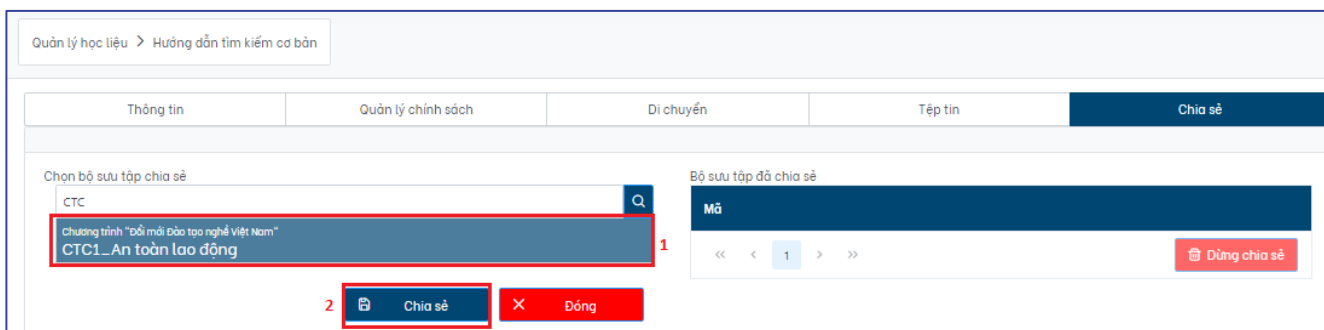 Quản lý học liệu > Hướng dẫn tìm kiếm cơ bản
Thông tin
Quản lý chính sách
Di chuyển
Tệp tin
Chia sẻ
Chọn bộ sưu tập chia sẻ
CTC
Chương trình "Đổi mới Đào tạo nghề Việt Nam"
CTC1_An toàn lao động
1
2
Chia sẻ
Đóng
Bộ sưu tập đã chia sẻ
Mã
<< < 1 > >>
Dừng chia sẻ